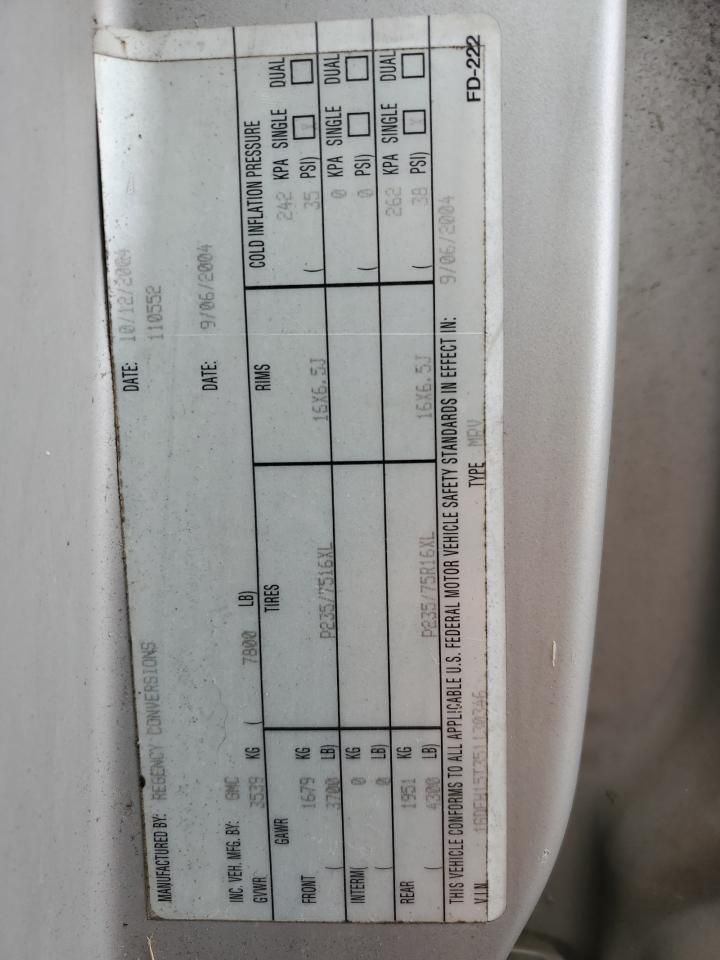 MANUFACTURED BY: REGENCY CONVERSIONS DATE: 10/12/2004
110552
INC. VEH. MFG. BY: GMC DATE: 9/06/2004
GVWR 3539 KG ( 7800 LB)
GAWR TIRES RIMS COLD INFLATION PRESSURE
FRONT 1679 KG 242 KPA SINGLE DUAL
( 3700 LB) P235/7516XL 16X6.5J ( 35 PSI) X
INTERM 0 KG 0 KPA SINGLE DUAL
( 0 LB) ( 0 PSI)
REAR 1951 KG 262 KPA SINGLE DUAL
( 4300 LB) P235/75R16XL 16X6.5J ( 38 PSI) X
THIS VEHICLE CONFORMS TO ALL APPLICABLE U.S. FEDERAL MOTOR VEHICLE SAFETY STANDARDS IN EFFECT IN: 9/06/2004
V.I.N. TYPE MPV FD-222